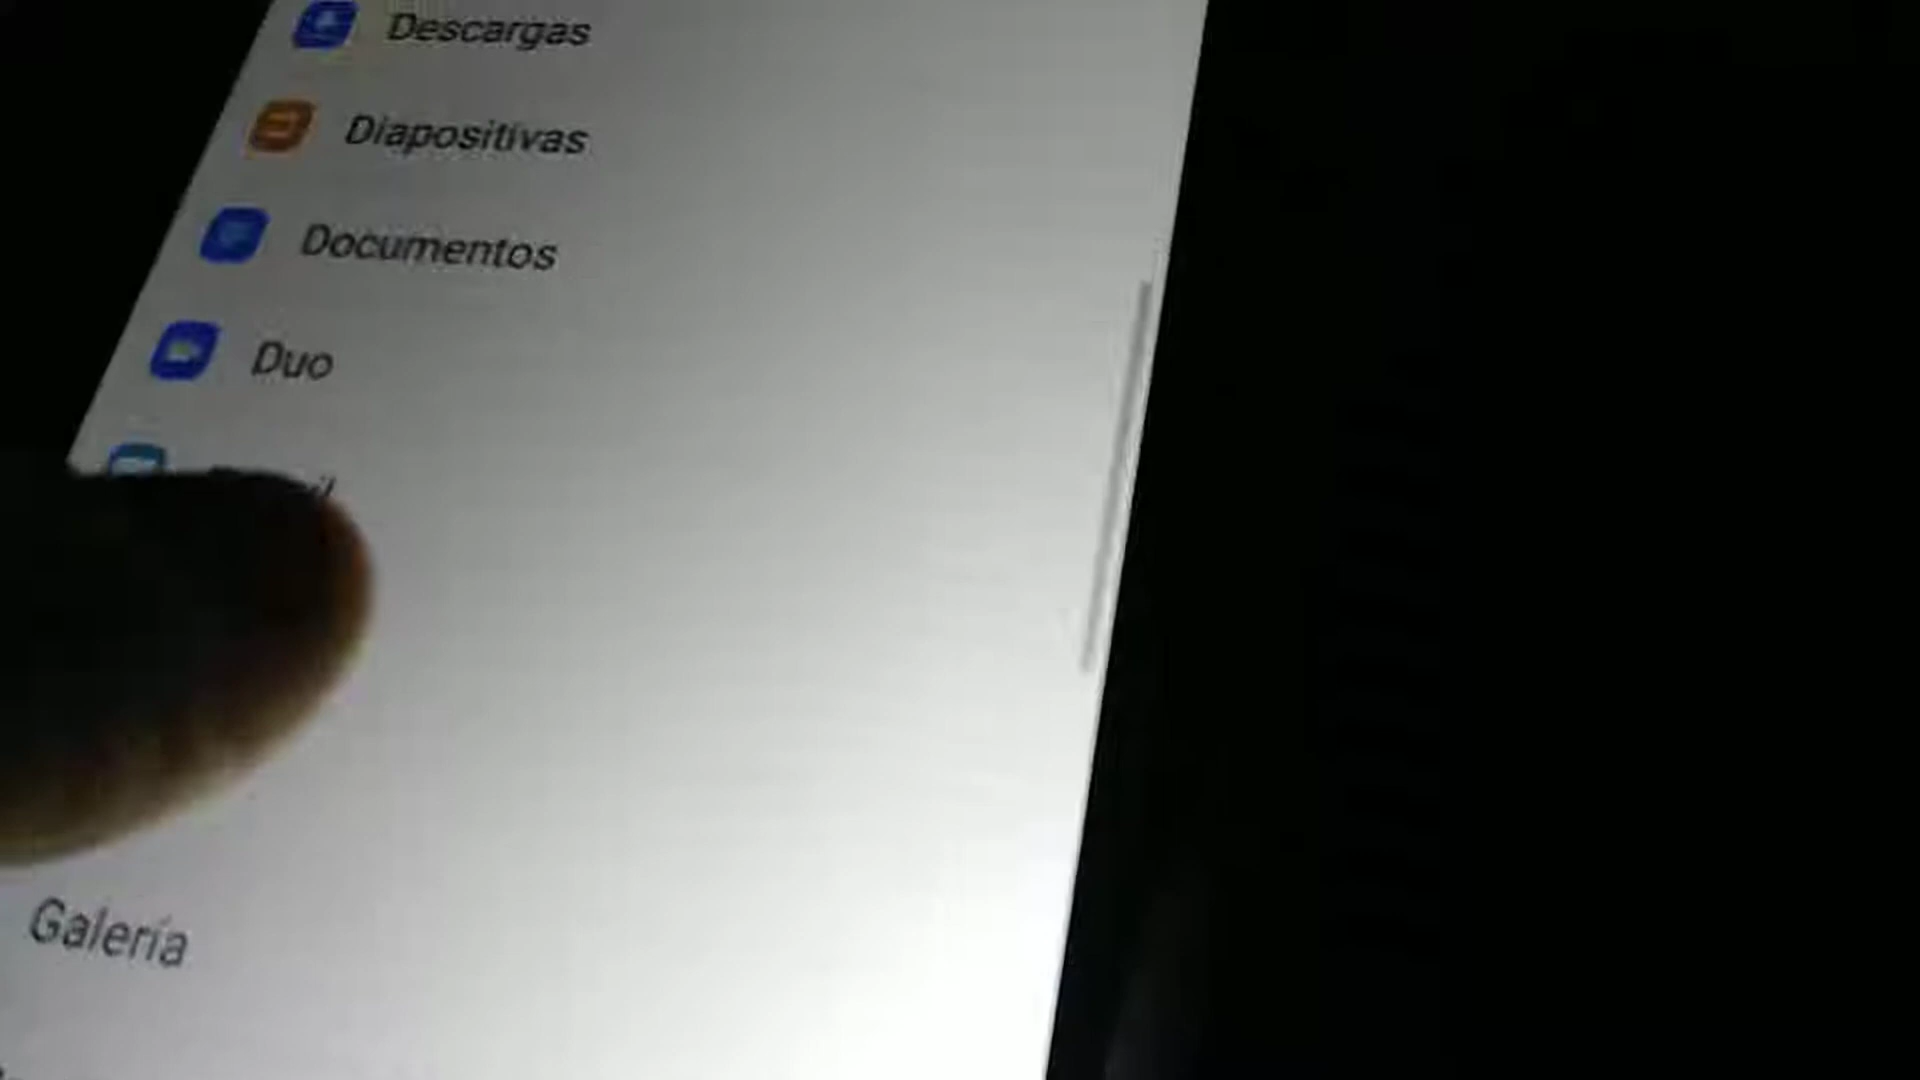 Descargas
Diapositivas
Documentos
Duo
Galería